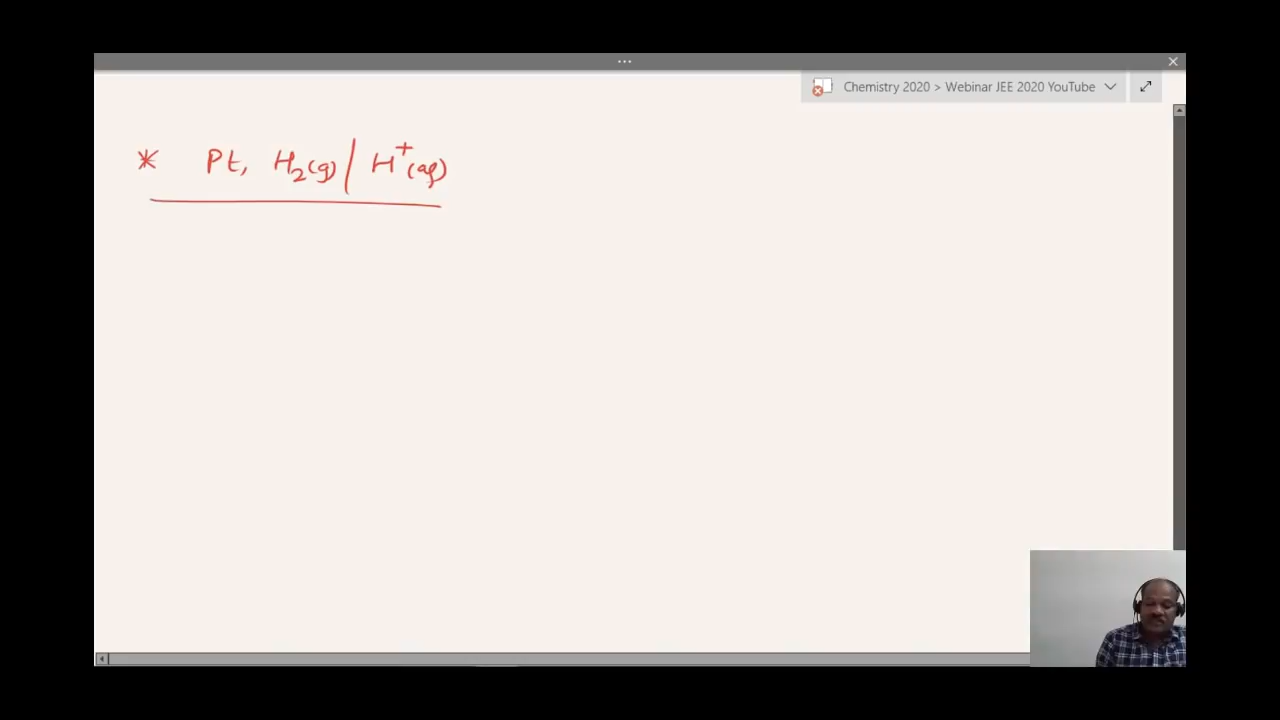 Chemistry 2020 > Webinar JEE 2020 YouTube
* Pt, H₂(g) / H⁺(aq)